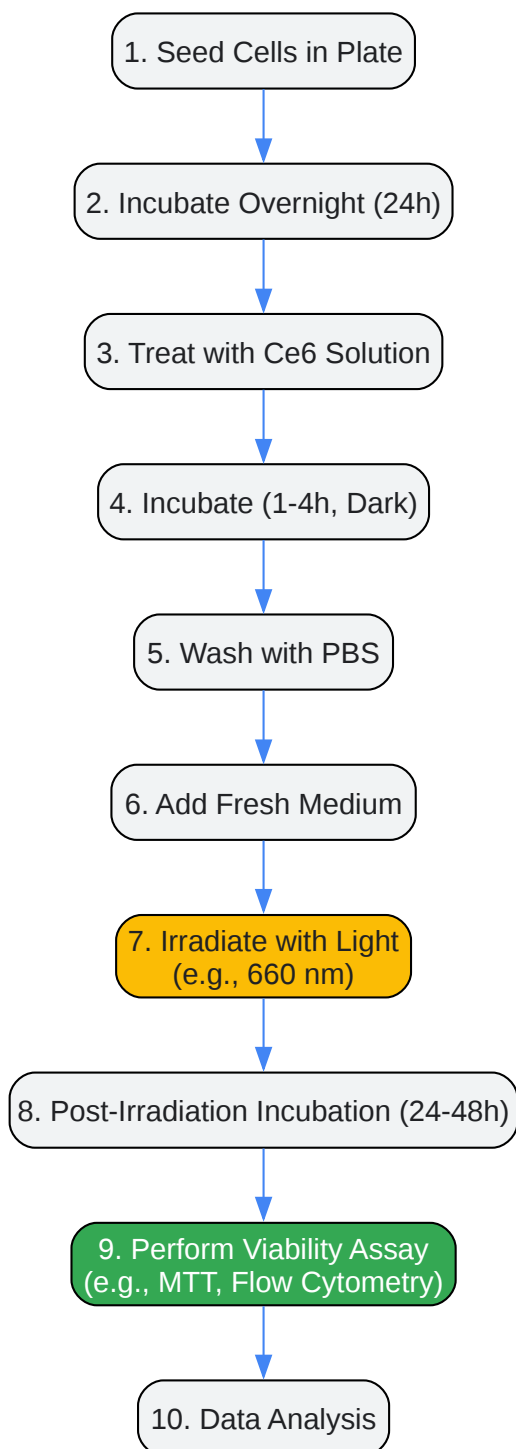 1. Seed Cells in Plate
2. Incubate Overnight (24h)
3. Treat with Ce6 Solution
4. Incubate (1-4h, Dark)
5. Wash with PBS
6. Add Fresh Medium
7. Irradiate with Light
(e.g., 660 nm)
8. Post-Irradiation Incubation (24-48h)
9. Perform Viability Assay
(e.g., MTT, Flow Cytometry)
10. Data Analysis